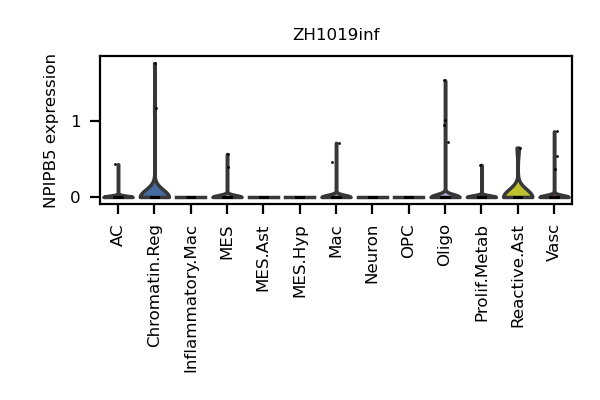 ZH1019inf
NPIPB5 expression
1
0
AC
Chromatin.Reg
Inflammatory.Mac
MES
MES.Ast
MES.Hyp
Mac
Neuron
OPC
Oligo
Prolif.Metab
Reactive.Ast
Vasc